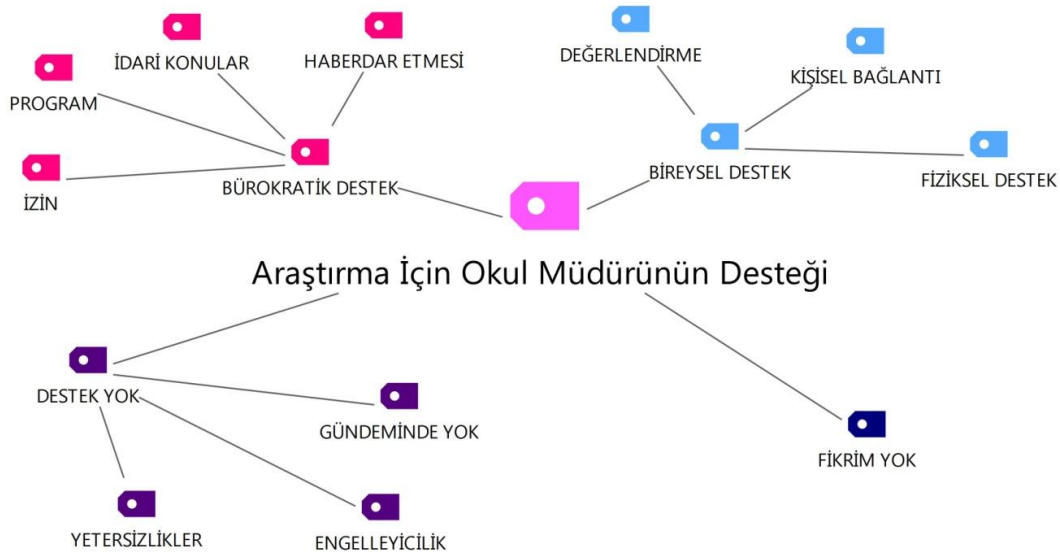 İDARİ KONULAR
HABERDAR ETMESİ
DEĞERLENDİRME
KİŞİSEL BAĞLANTI
PROGRAM
İZİN
BÜROKRATİK DESTEK
BİREYSEL DESTEK
FİZİKSEL DESTEK
Araştırma İçin Okul Müdürünün Desteği
DESTEK YOK
GÜNDEMİNDE YOK
FİKRİM YOK
YETERSİZLİKLER
ENGELLEYİCİLİK